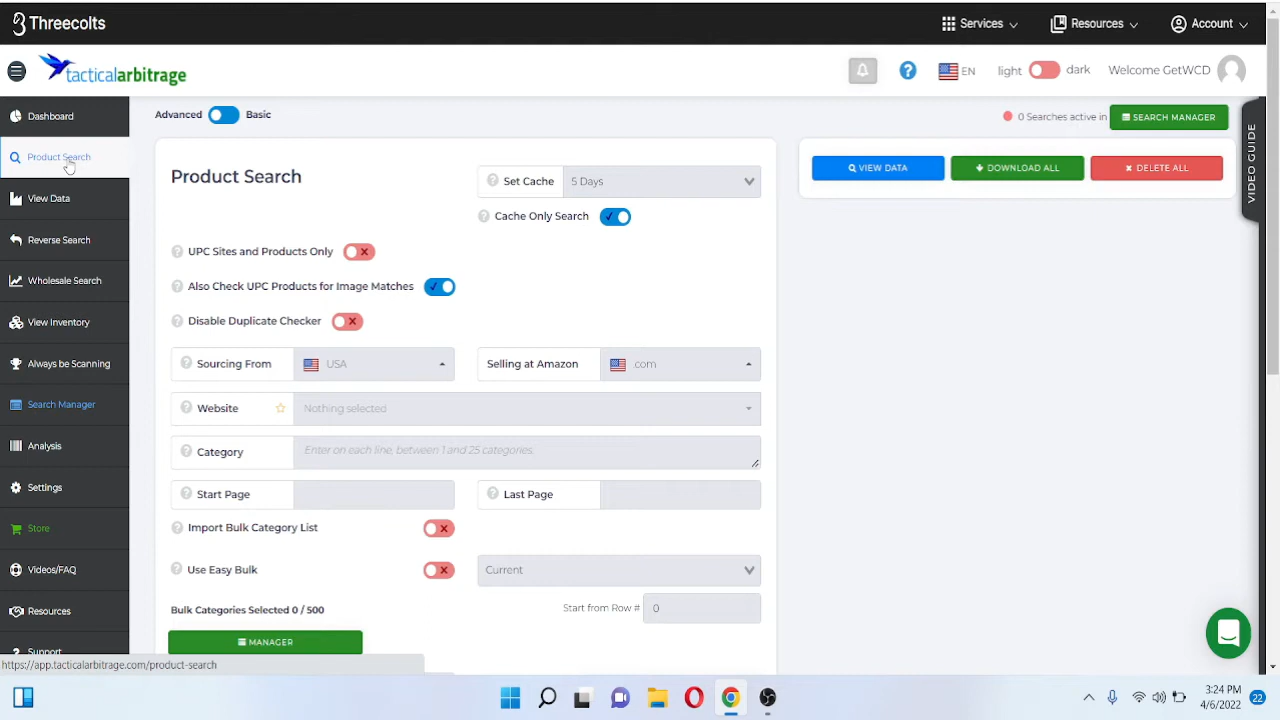 Threecolts
Services
Resources
Account
tacticalarbitrage
EN
light
dark
Welcome GetWCD
Dashboard
Product Search
View Data
Reverse Search
Wholesale Search
View Inventory
Always be Scanning
Search Manager
Analysis
Settings
Store
Videos/FAQ
Resources
Support
Advanced
Basic
0 Searches active in
SEARCH MANAGER
Product Search
Set Cache
5 Days
Cache Only Search
UPC Sites and Products Only
Also Check UPC Products for Image Matches
Disable Duplicate Checker
Sourcing From
USA
Selling at Amazon
.com
Website
Nothing selected
Category
Enter on each line, between 1 and 25 categories.
Start Page
Last Page
Import Bulk Category List
Use Easy Bulk
Current
Bulk Categories Selected 0 / 500
Start from Row #
0
MANAGER
VIEW DATA
DOWNLOAD ALL
DELETE ALL
VIDEO GUIDE
https://app.tacticalarbitrage.com/product-search
3:24 PM
4/6/2022
22